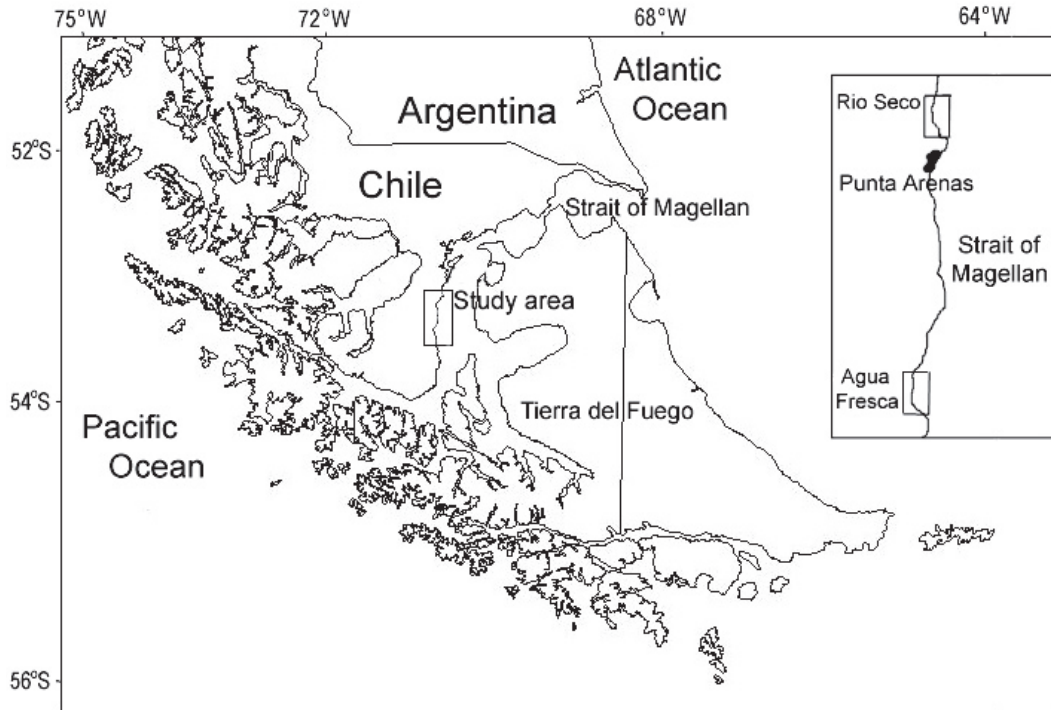 75°W
72°W
68°W
64°W
Atlantic
Ocean
Argentina
52°S
Chile
Strait of Magellan
Study area
54°S
Tierra del Fuego
Pacific
Ocean
56°S
Rio Seco
Punta Arenas
Strait of
Magellan
Agua
Fresca